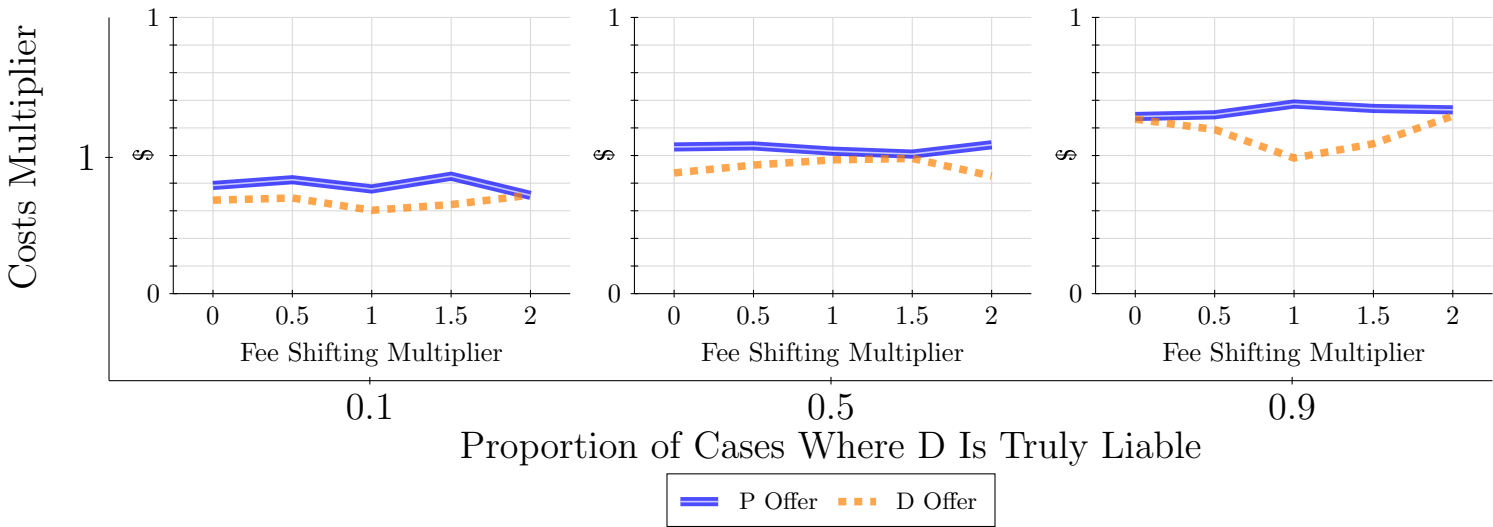 Costs Multiplier
1
1
$
0
0 0.5 1 1.5 2
Fee Shifting Multiplier
1
$
0
0 0.5 1 1.5 2
Fee Shifting Multiplier
1
$
0
0 0.5 1 1.5 2
Fee Shifting Multiplier
0.1 0.5 0.9
Proportion of Cases Where D Is Truly Liable
P Offer D Offer